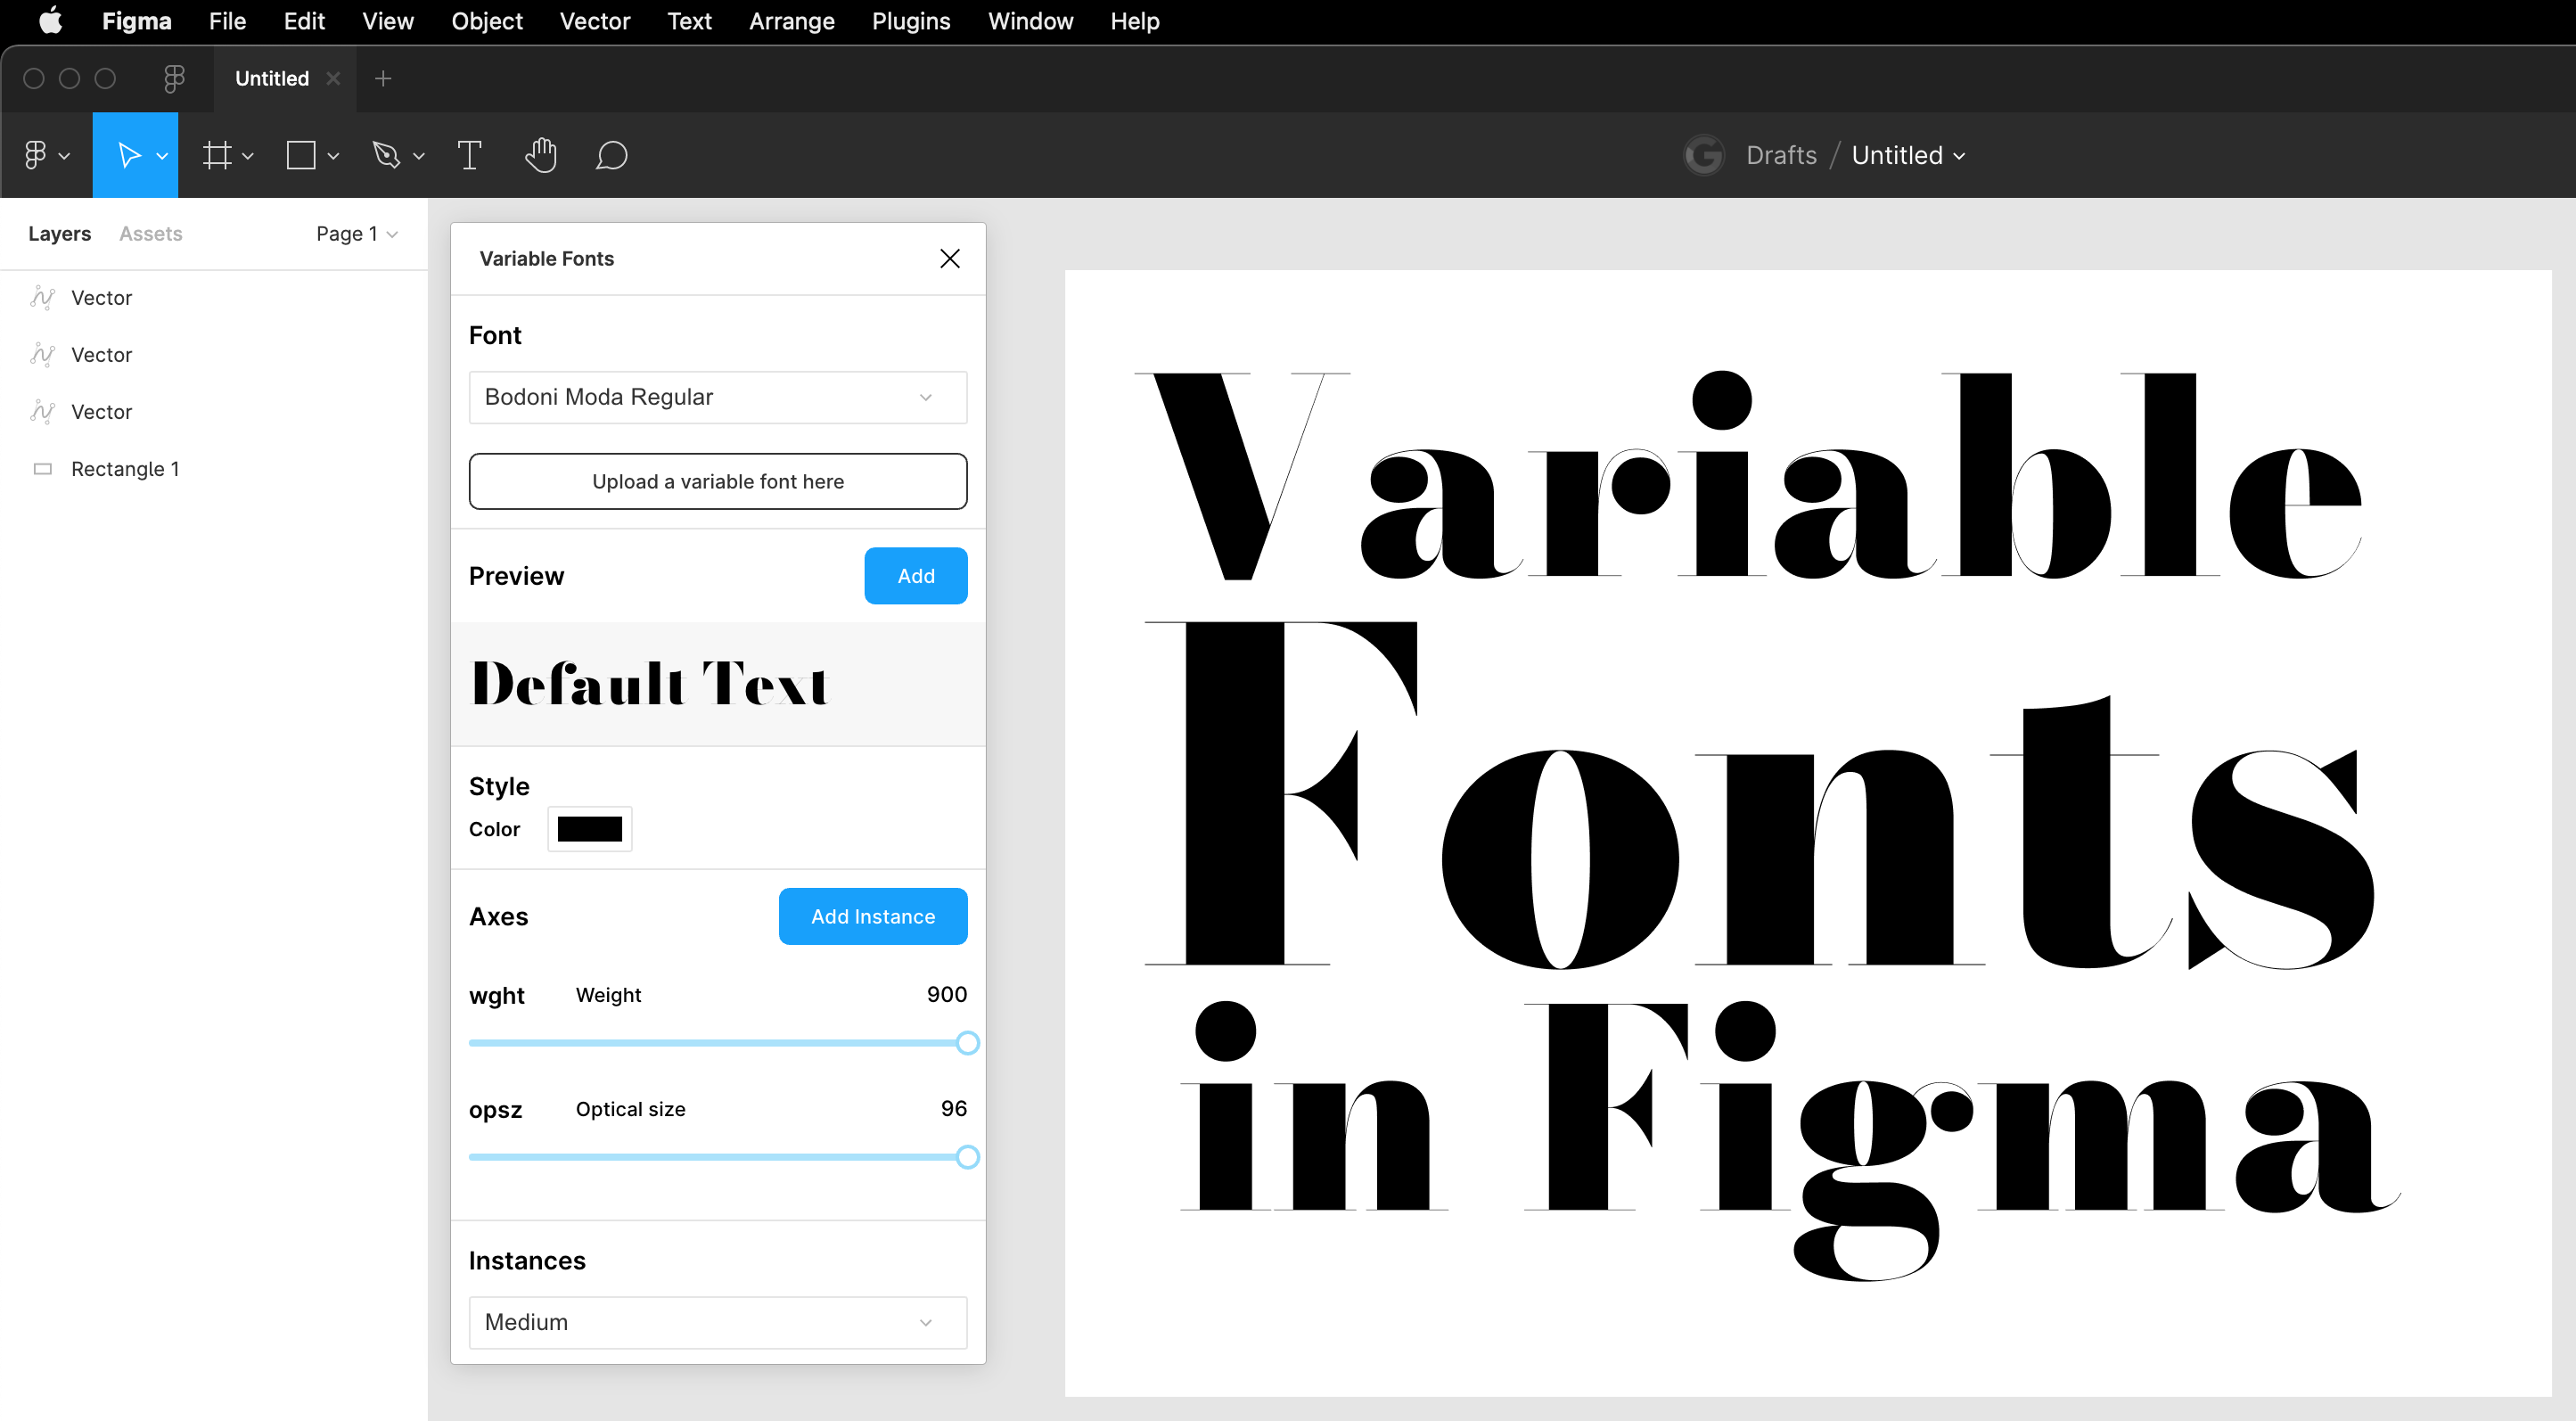 Figma File Edit View Object Vector Text Arrange Plugins Window Help
Untitled
Drafts / Untitled
Layers Assets Page 1
Vector
Vector
Vector
Rectangle 1
Variable Fonts
Font
Bodoni Moda Regular
Upload a variable font here
Preview Add
Default Text
Style
Color
Axes Add Instance
wght Weight 900
opsz Optical size 96
Instances
Medium
Variable
Fonts
in Figma